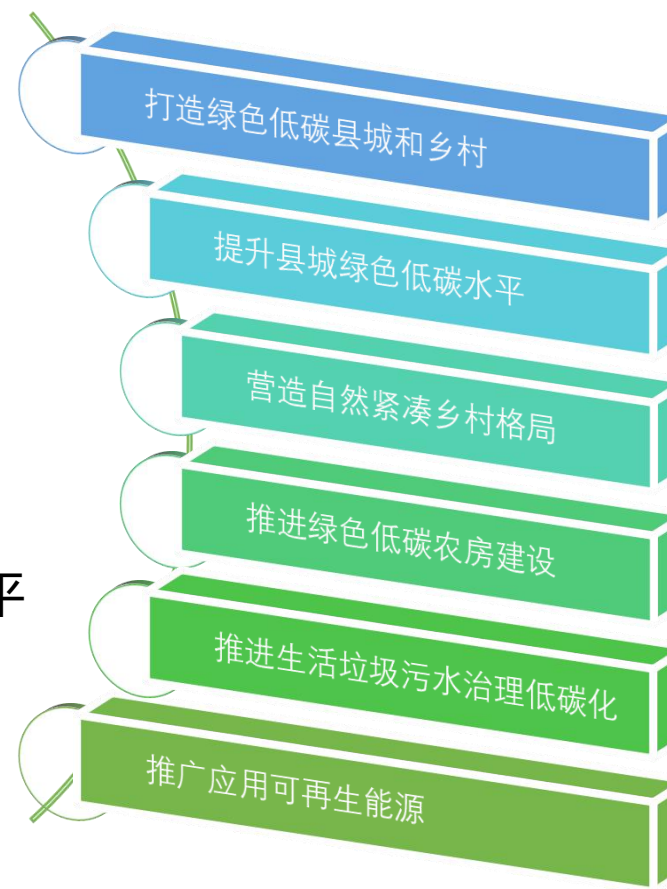 打造绿色低碳县城和乡村
提升县城绿色低碳水平
营造自然紧凑乡村格局
推进绿色低碳农房建设
平
推进生活垃圾污水治理低碳化
推广应用可再生能源